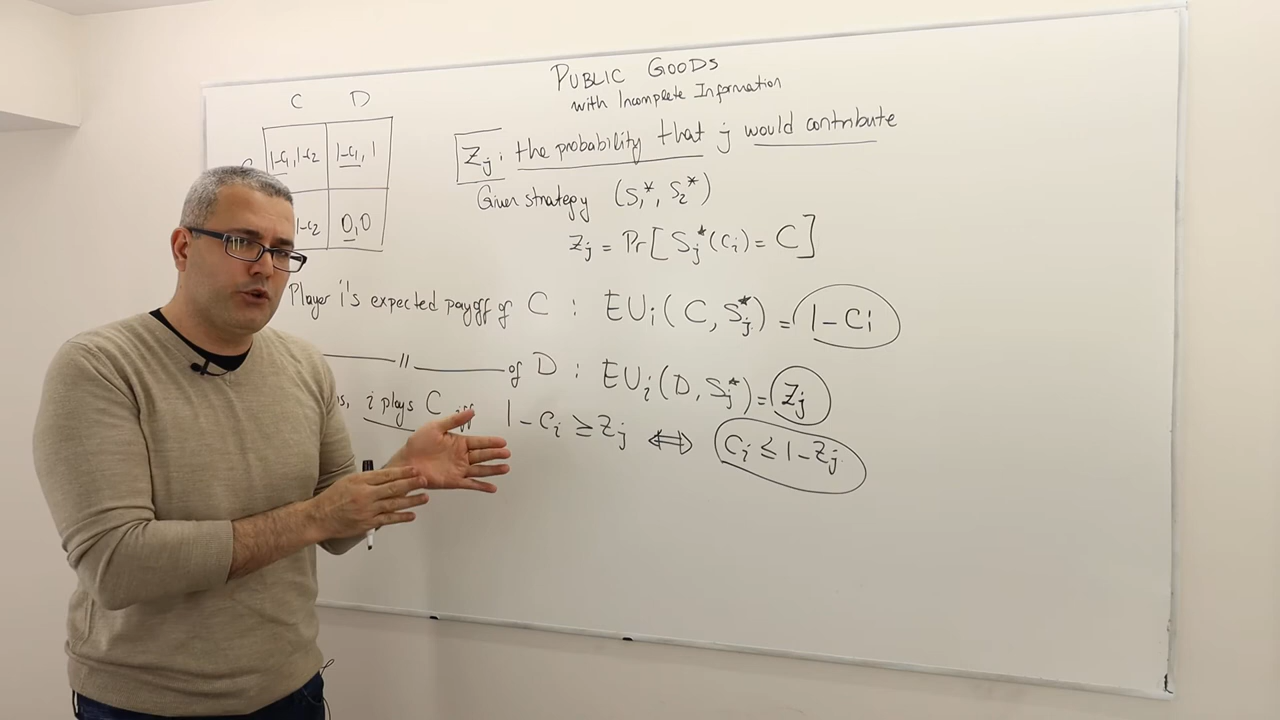 PUBLIC GOODS
with Incomplete Information
C D
1-c₁, 1-c₂ 1-c₁, 1
1-c₂ 0,0
Zj : the probability that j would contribute
Given strategy (S₁*, S₂*)
Zj = Pr[Sj*(Ci) = C]
Player i's expected payoff of C : EUi(C, Sj*) = 1-Ci
—— 〃 —— of D : EUi(D, Sj*) = Zj
i plays C iff 1-Ci ≥ Zj ⟺ Ci ≤ 1-Zj